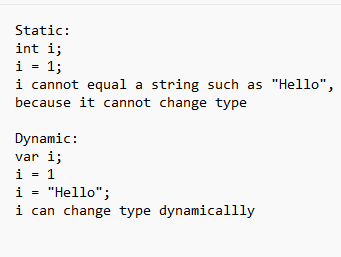 Static:
int i;
i = 1;
i cannot equal a string such as "Hello",
because it cannot change type
Dynamic:
var i;
i = 1
i = "Hello";
i can change type dynamicallly